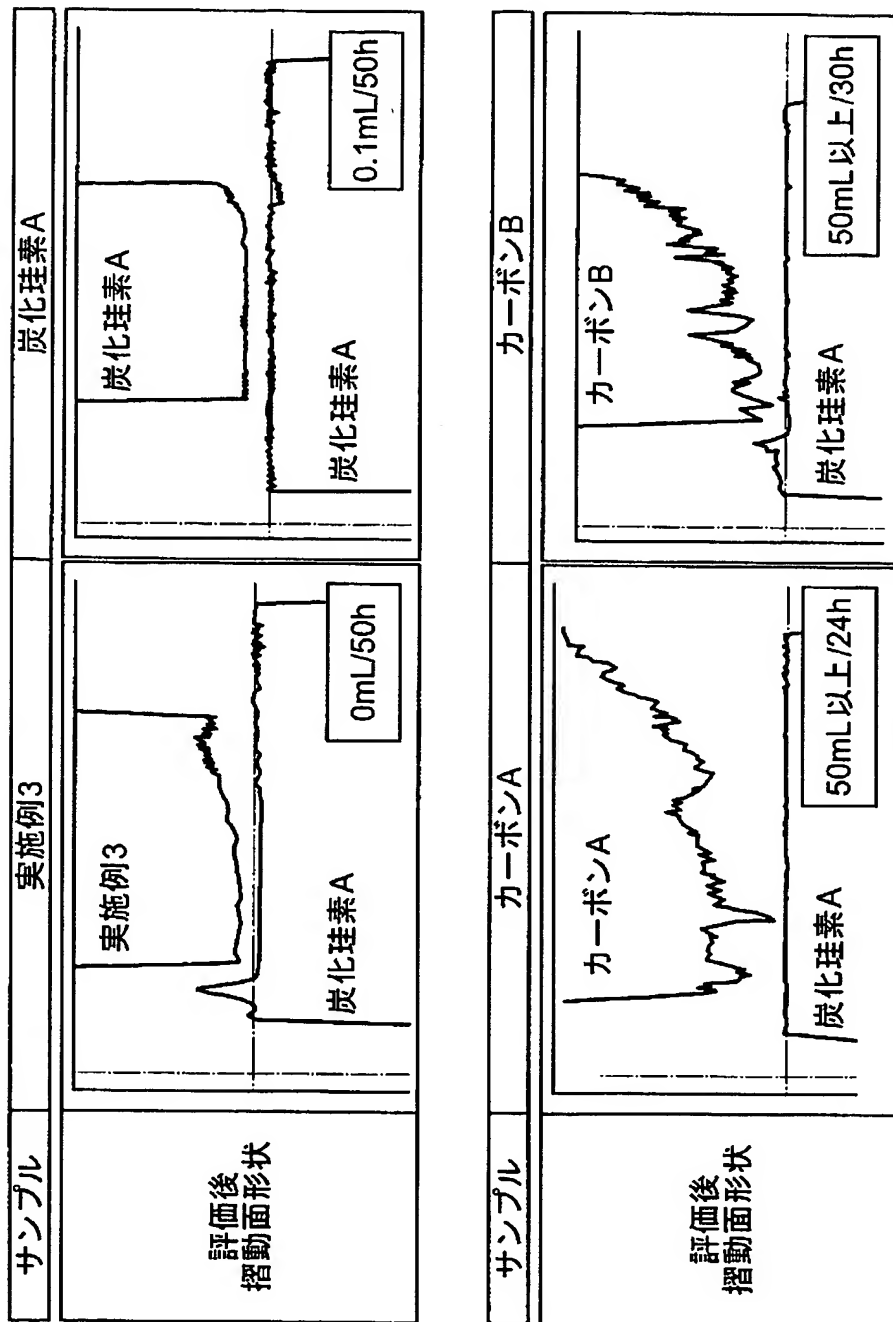 サンプル
実施例3
炭化珪素A
評価後
摺動面形状
実施例3
炭化珪素A
0mL/50h
炭化珪素A
炭化珪素A
0.1mL/50h
サンプル
カーボンA
カーボンB
評価後
摺動面形状
カーボンA
炭化珪素A
50mL以上/24h
カーボンB
炭化珪素A
50mL以上/30h